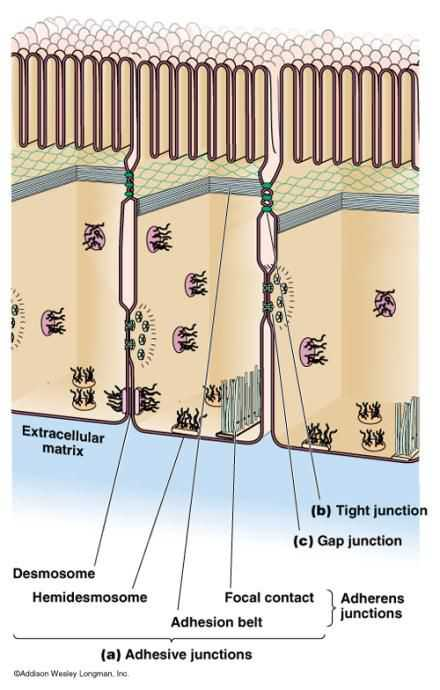 Extracellular
matrix
(b) Tight junction
(c) Gap junction
Desmosome
Hemidesmosome
Focal contact
Adhesion belt
Adherens
junctions
(a) Adhesive junctions
©Addison Wesley Longman, Inc.